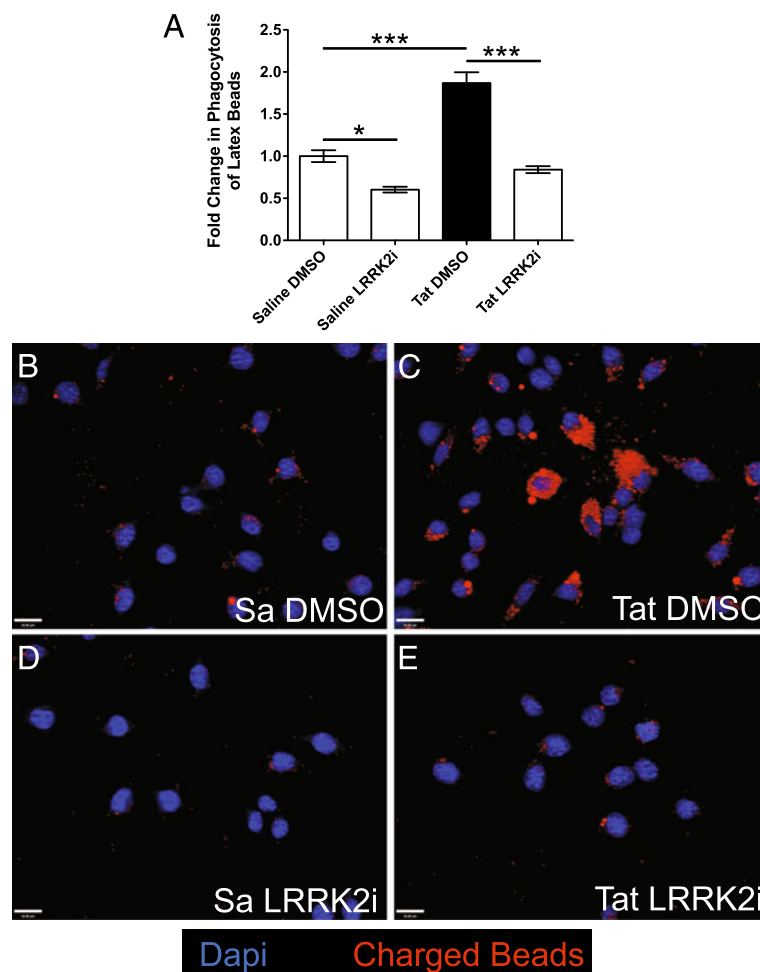 A
Fold Change in Phagocytosis
of Latex Beads
2.5
2.0
1.5
1.0
0.5
0.0
***
***
*
Saline DMSO
Saline LRRK2i
Tat DMSO
Tat LRRK2i
B
Sa DMSO
C
Tat DMSO
D
Sa LRRK2i
E
Tat LRRK2i
Dapi
Charged Beads